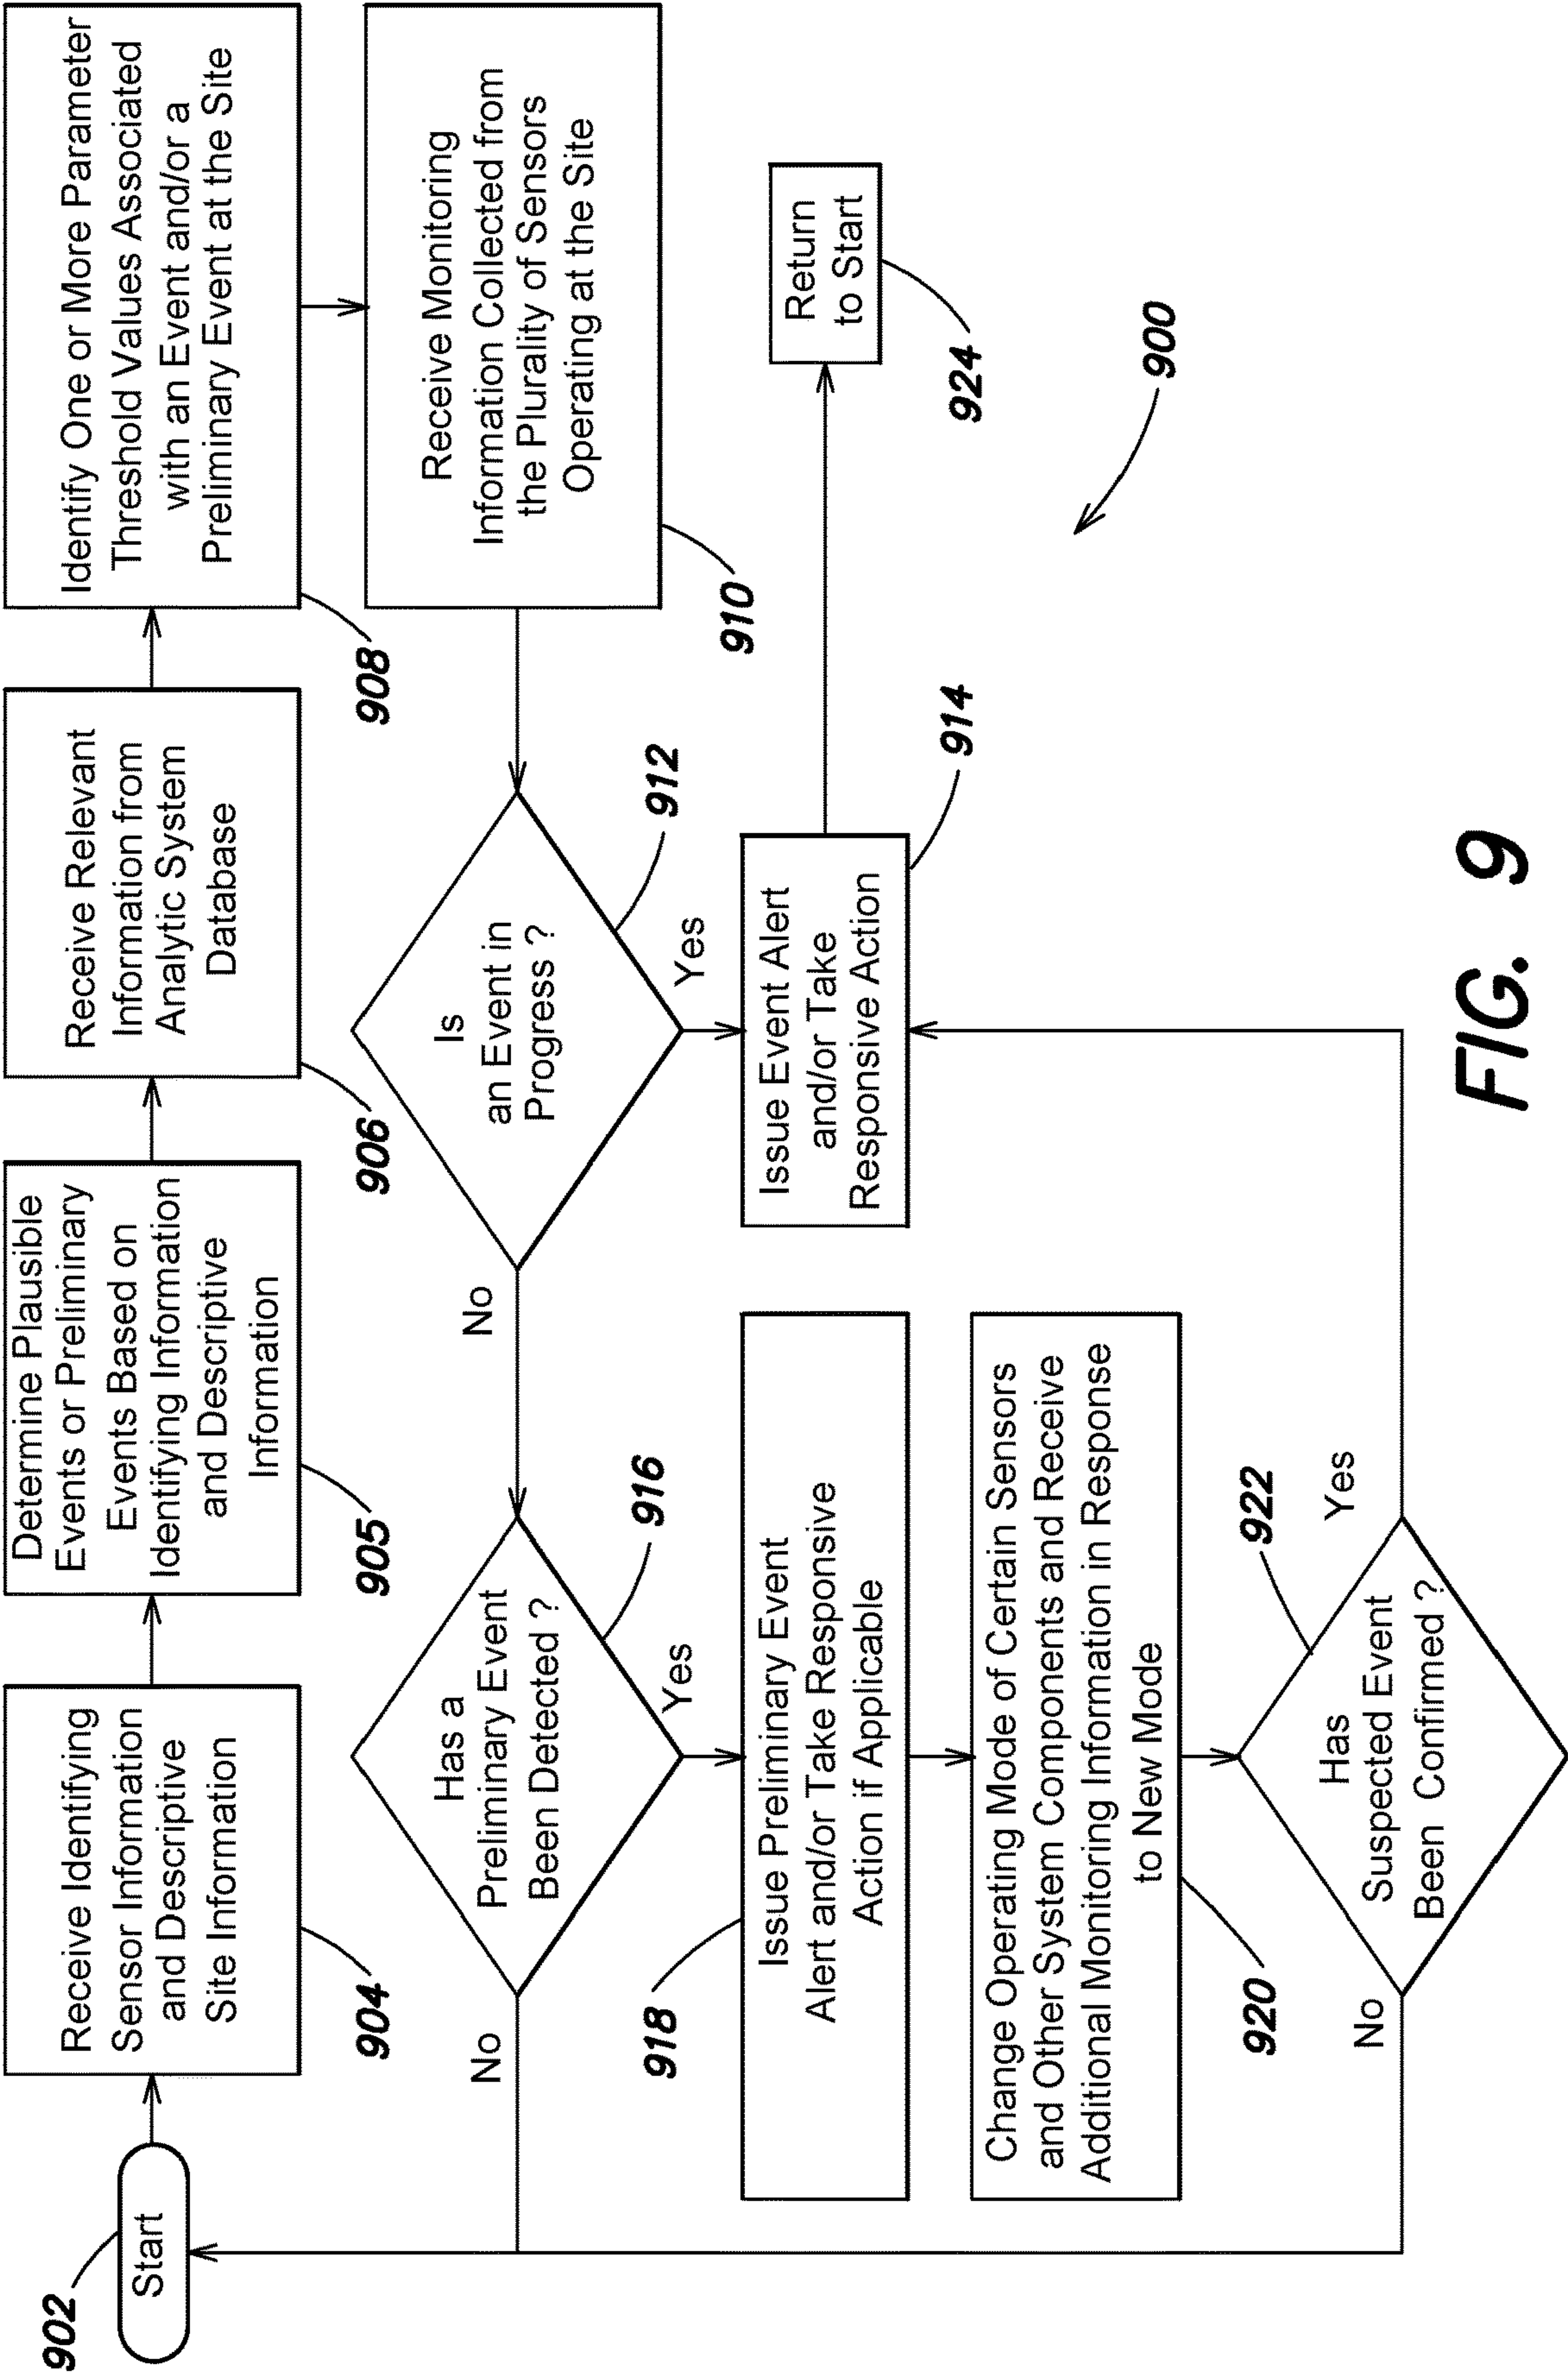 902
Start
Receive Identifying
Sensor Information
and Descriptive
Site Information
904
Determine Plausible
Events or Preliminary
Events Based on
Identifying Information
and Descriptive
Information
905
Receive Relevant
Information from
Analytic System
Database
906
Identify One or More Parameter
Threshold Values Associated
with an Event and/or a
Preliminary Event at the Site
908
Receive Monitoring
Information Collected from
the Plurality of Sensors
Operating at the Site
910
Is
an Event in
Progress ?
912
No
Yes
Has a
Preliminary Event
Been Detected ?
916
No
Yes
Issue Event Alert
and/or Take
Responsive Action
914
Return
to Start
924
Issue Preliminary Event
Alert and/or Take Responsive
Action if Applicable
918
Change Operating Mode of Certain Sensors
and Other System Components and Receive
Additional Monitoring Information in Response
to New Mode
920
Has
Suspected Event
Been Confirmed ?
922
No
Yes
900
FIG. 9